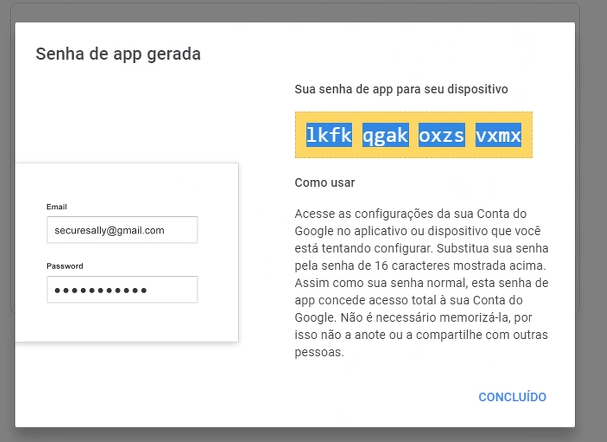 Senha de app gerada
Sua senha de app para seu dispositivo
lkfk qgak oxzs vxmx
Como usar
Email
securesally@gmail.com
Password
Acesse as configurações da sua Conta do
Google no aplicativo ou dispositivo que você
está tentando configurar. Substitua sua senha
pela senha de 16 caracteres mostrada acima.
Assim como sua senha normal, esta senha de
app concede acesso total à sua Conta do
Google. Não é necessário memorizá-la, por
isso não a anote ou a compartilhe com outras
pessoas.
CONCLUÍDO